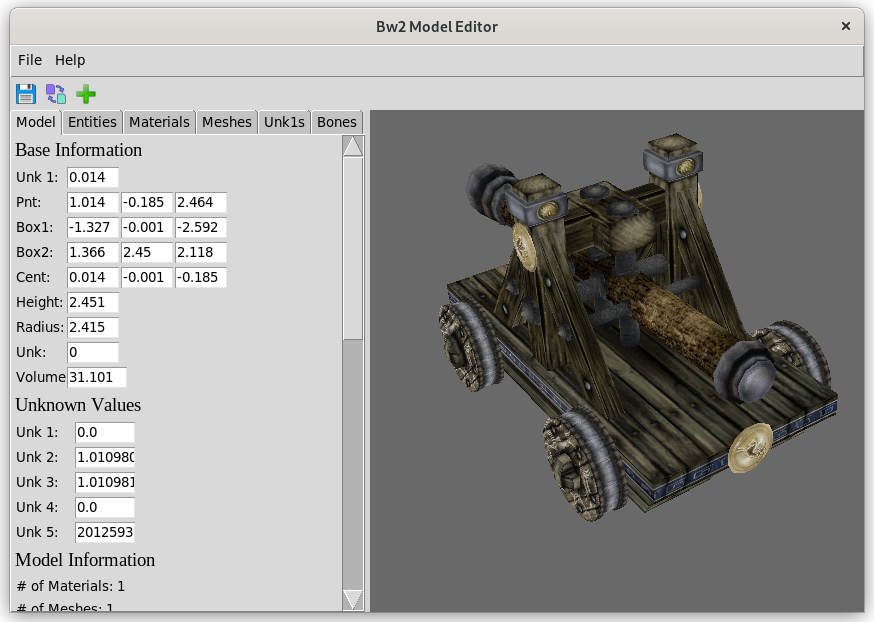 Bw2 Model Editor ×
File Help
Model Entities Materials Meshes Unk1s Bones
Base Information
Unk 1: 0.014
Pnt: 1.014 -0.185 2.464
Box1: -1.327 -0.001 -2.592
Box2: 1.366 2.45 2.118
Cent: 0.014 -0.001 -0.185
Height: 2.451
Radius: 2.415
Unk: 0
Volume 31.101
Unknown Values
Unk 1: 0.0
Unk 2: 1.010980
Unk 3: 1.010981
Unk 4: 0.0
Unk 5: 2012593
Model Information
# of Materials: 1
# of Meshes: 1